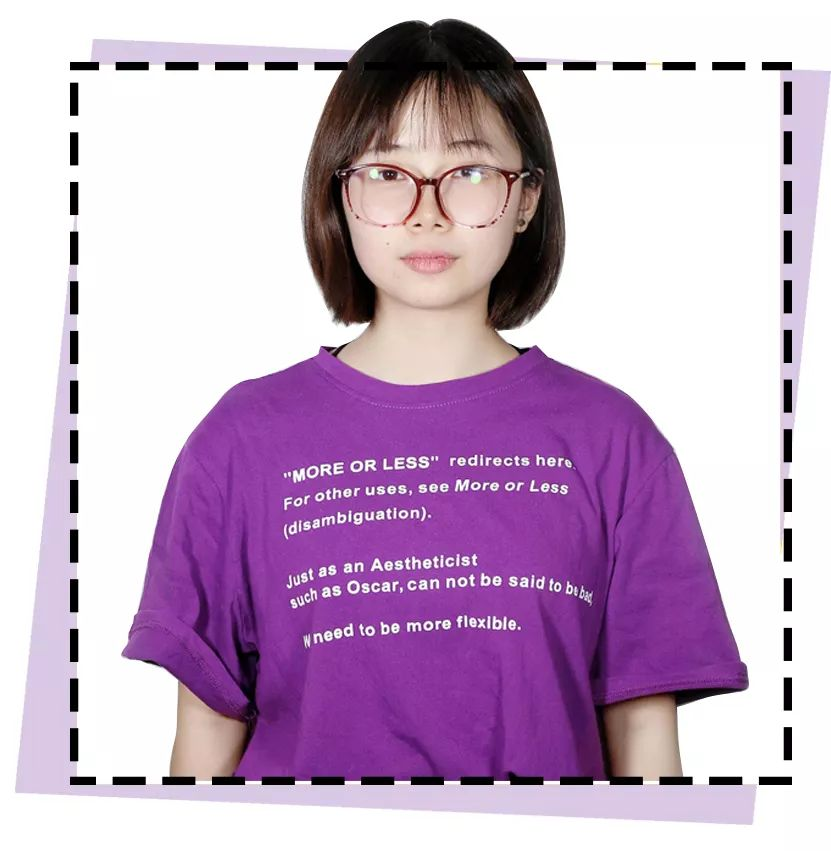 "MORE OR LESS" redirects here.
For other uses, see More or Less
(disambiguation).
Just as an Aestheticist
such as Oscar, can not be said to be bad,
need to be more flexible.